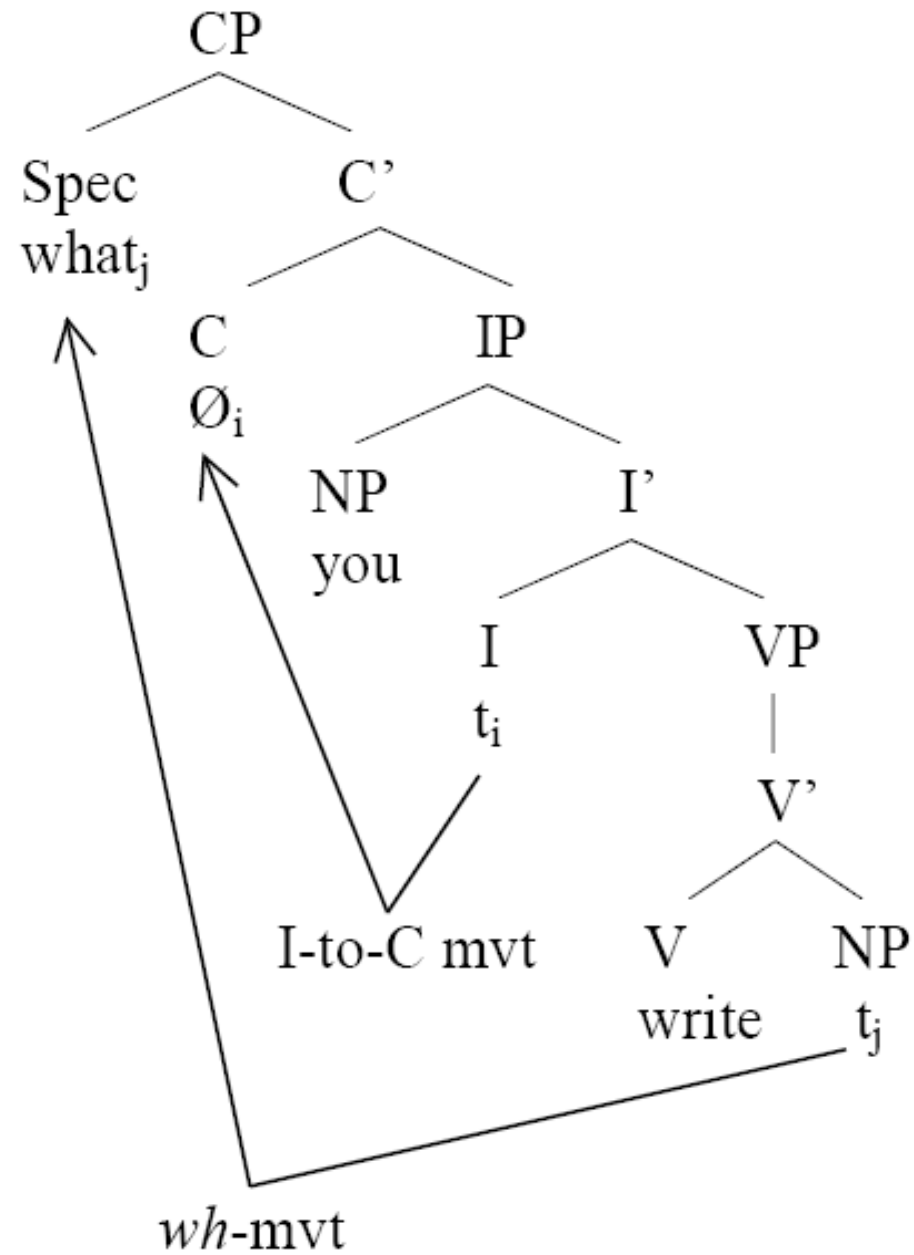 CP
Spec C’
whatⱼ
C IP
Øᵢ
NP I’
you
I VP
tᵢ
V’
I-to-C mvt V NP
write tⱼ
wh-mvt